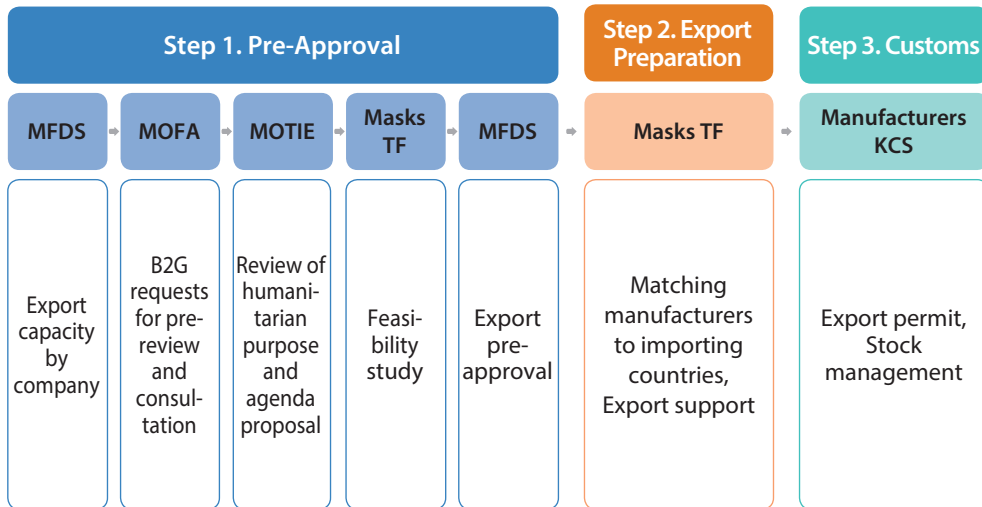 Step 1. Pre-Approval
Step 2. Export
Preparation
Step 3. Customs
MFDS
MOFA
MOTIE
Masks
TF
MFDS
Masks TF
Manufacturers
KCS
Export
capacity
by
company
B2G
requests
for pre-
review
and
consul-
tation
Review of
humani-
tarian
purpose
and
agenda
proposal
Feasi-
bility
study
Export
pre-
approval
Matching
manufacturers
to importing
countries,
Export support
Export permit,
Stock
management